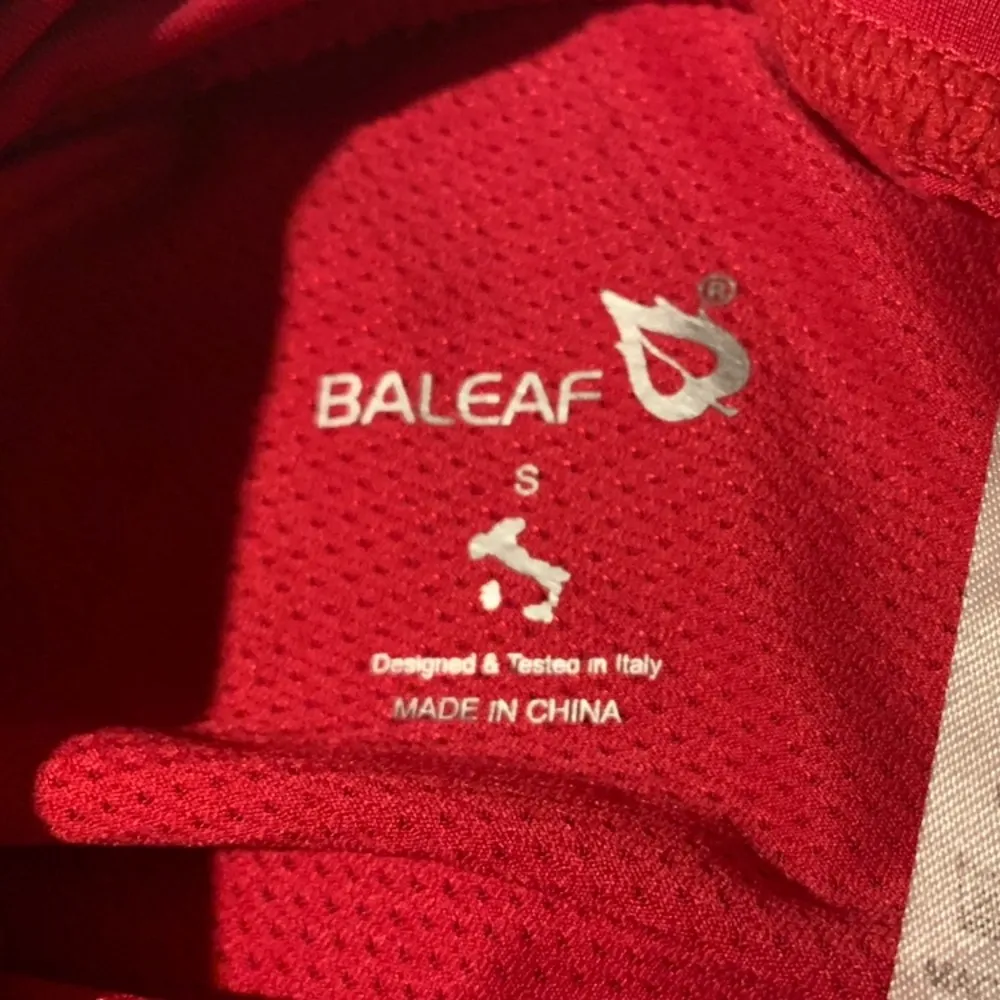 BALEAF ®
S
Designed & Tested in Italy
MADE IN CHINA